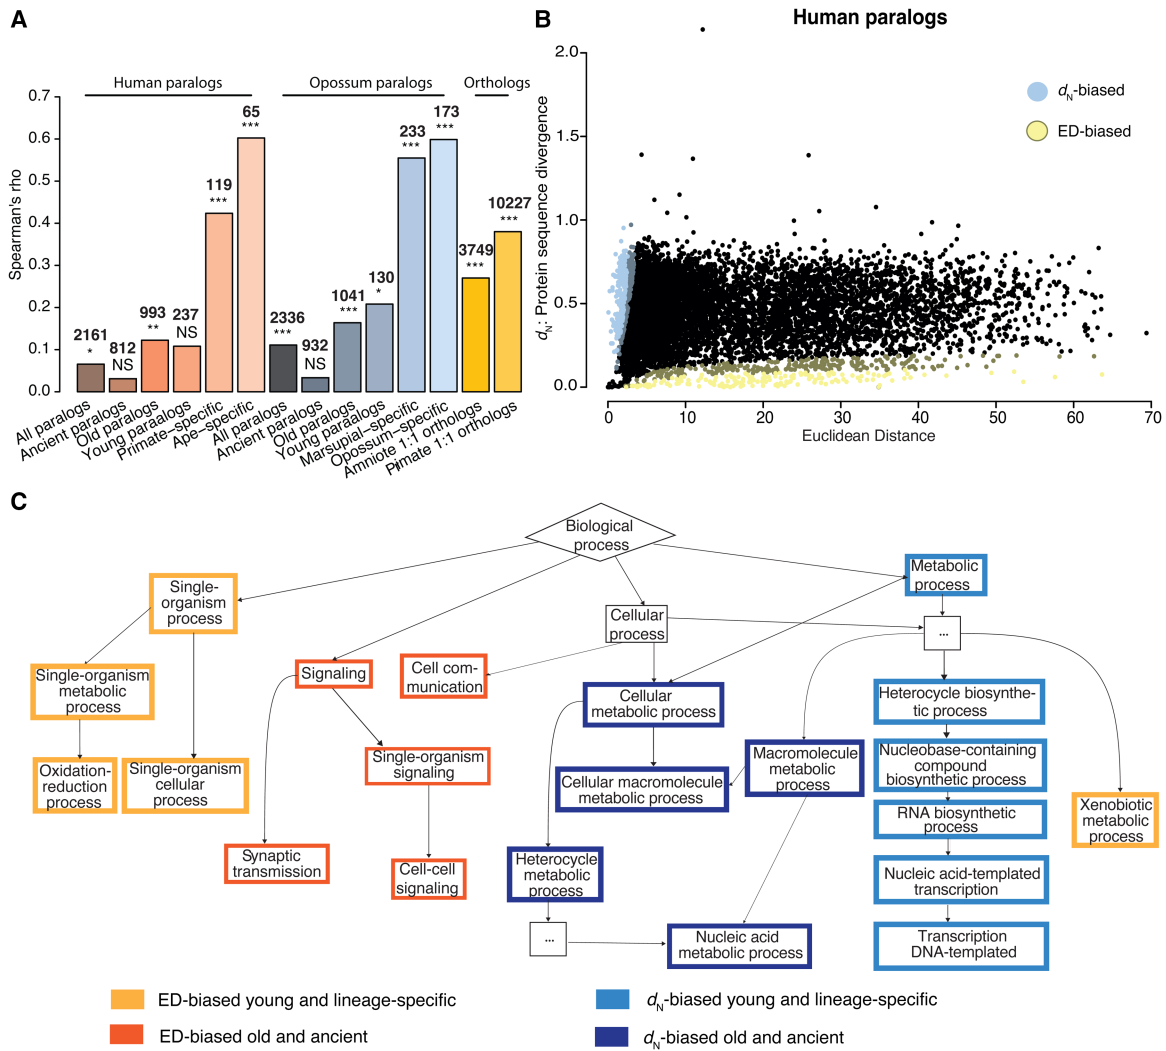 A
Human paralogs
Opossum paralogs
Orthologs
Spearman's rho
0.7
0.6
0.5
0.4
0.3
0.2
0.1
0.0
2161
*
812
NS
993
**
237
NS
119
***
65
***
2336
***
932
NS
1041
***
130
*
233
***
173
***
3749
***
10227
***
All paralogs
Ancient paralogs
Old paralogs
Young paraalogs
Primate–specific
Ape–specific
All paralogs
Ancient paralogs
Old paralogs
Young paralogs
Marsupial–specific
Opossum–specific
Amniote 1:1 orthologs
B
Human paralogs
dN: Protein sequence divergence
2.0
1.5
1.0
0.5
0.0
dN-biased
ED-biased
0
10
20
30
40
50
60
70
Euclidean Distance
C
Biological
process
Single-
organism
process
Metabolic
process
Cellular
process
...
Single-organism
metabolic
process
Signaling
Cell com-
munication
Cellular
metabolic process
Heterocycle biosynthe-
tic process
Oxidation-
reduction
process
Single-organism
cellular
process
Single-organism
signaling
Cellular macromolecule
metabolic process
Macromolecule
metabolic
process
Nucleobase-containing
compound
biosynthetic process
RNA biosynthetic
process
Xenobiotic
metabolic
process
Synaptic
transmission
Cell-cell
signaling
Heterocycle
metabolic
process
Nucleic acid-templated
transcription
...
Nucleic acid
metabolic process
Transcription
DNA-templated
ED-biased young and lineage-specific
ED-biased old and ancient
dN-biased young and lineage-specific
dN-biased old and ancient